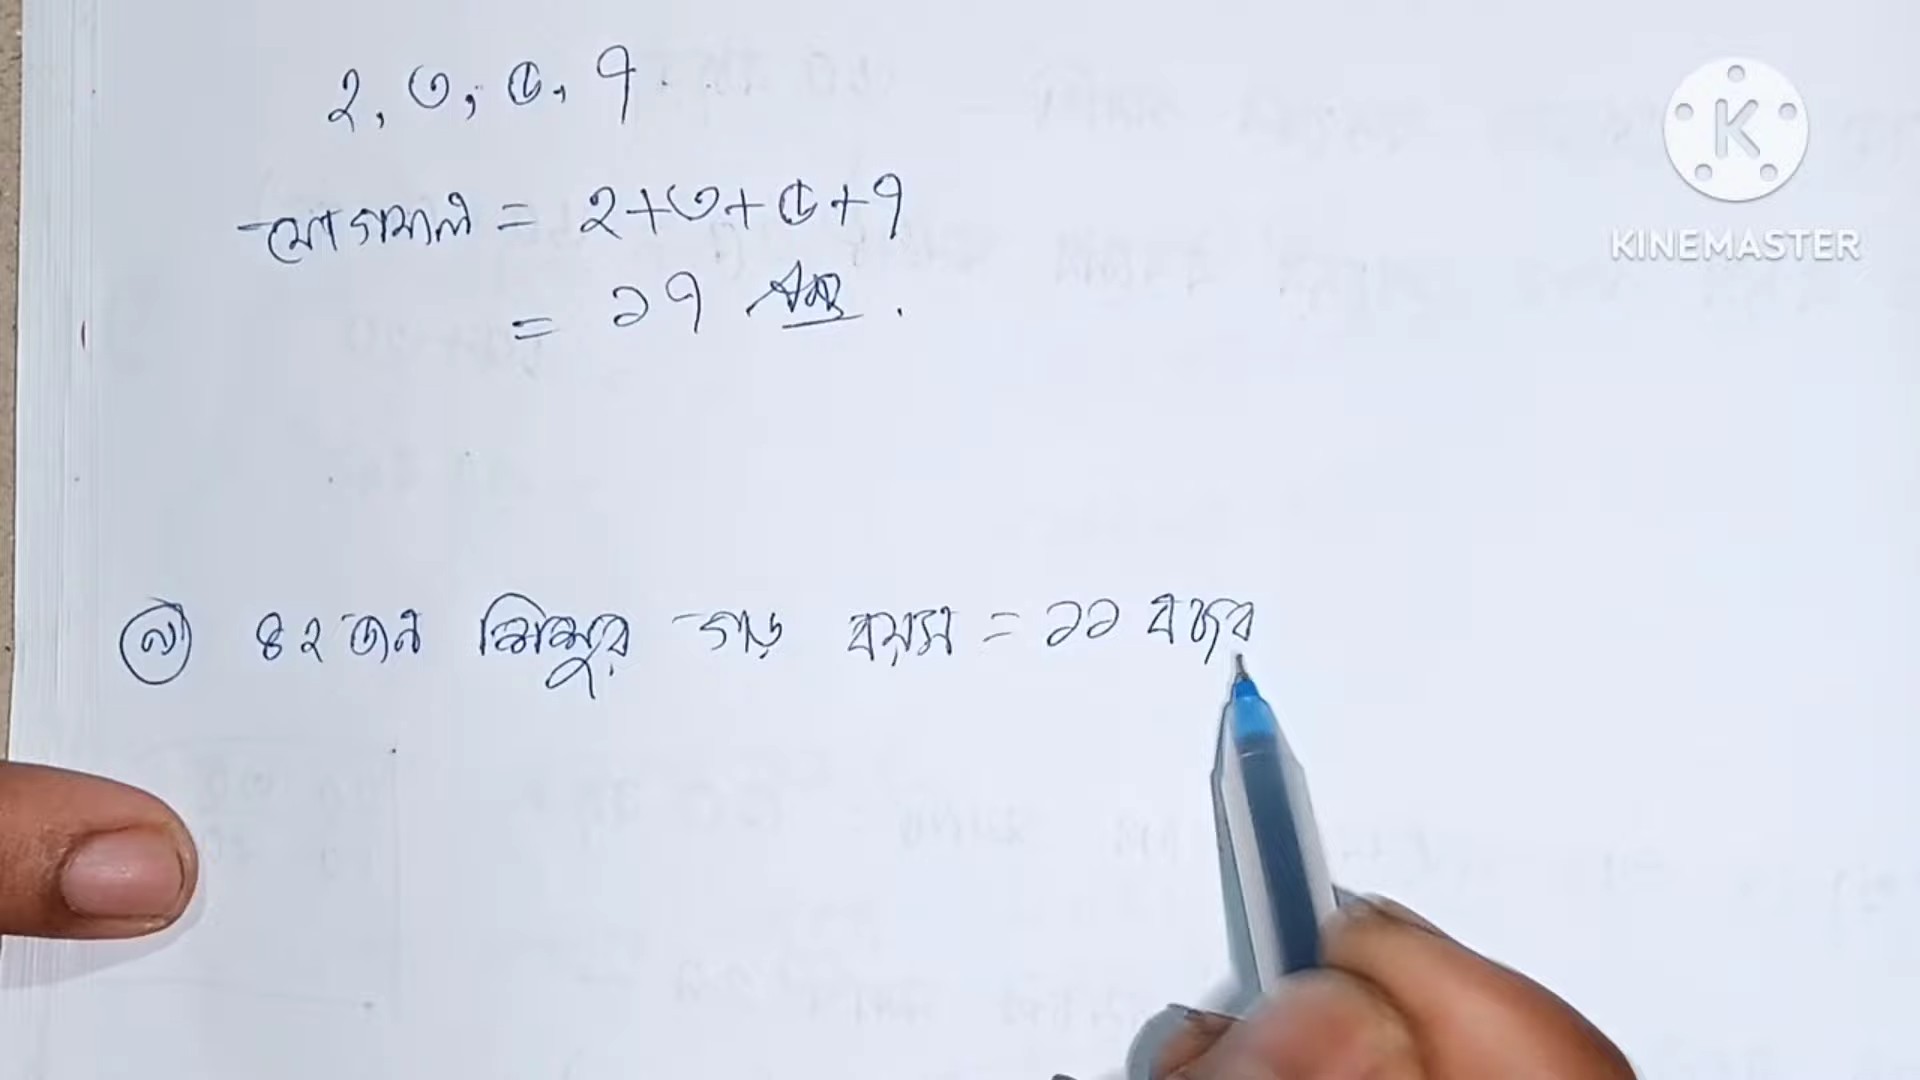 ২, ৩, ৫, ৭
যোগফল = ২+৩+৫+৭
= ১৭ Ans.
৪২ জন শিশুর গড় বয়স = ১১ বছর
K
KINEMASTER